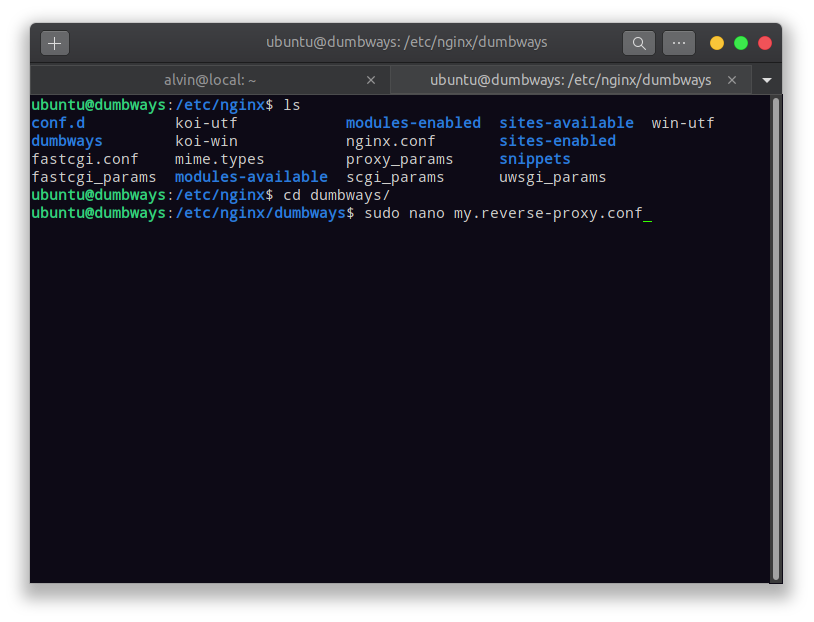 ubuntu@dumbways: /etc/nginx/dumbways
alvin@local: ~ ubuntu@dumbways: /etc/nginx/dumbways
ubuntu@dumbways:/etc/nginx$ ls
conf.d koi-utf modules-enabled sites-available win-utf
dumbways koi-win nginx.conf sites-enabled
fastcgi.conf mime.types proxy_params snippets
fastcgi_params modules-available scgi_params uwsgi_params
ubuntu@dumbways:/etc/nginx$ cd dumbways/
ubuntu@dumbways:/etc/nginx/dumbways$ sudo nano my.reverse-proxy.conf_